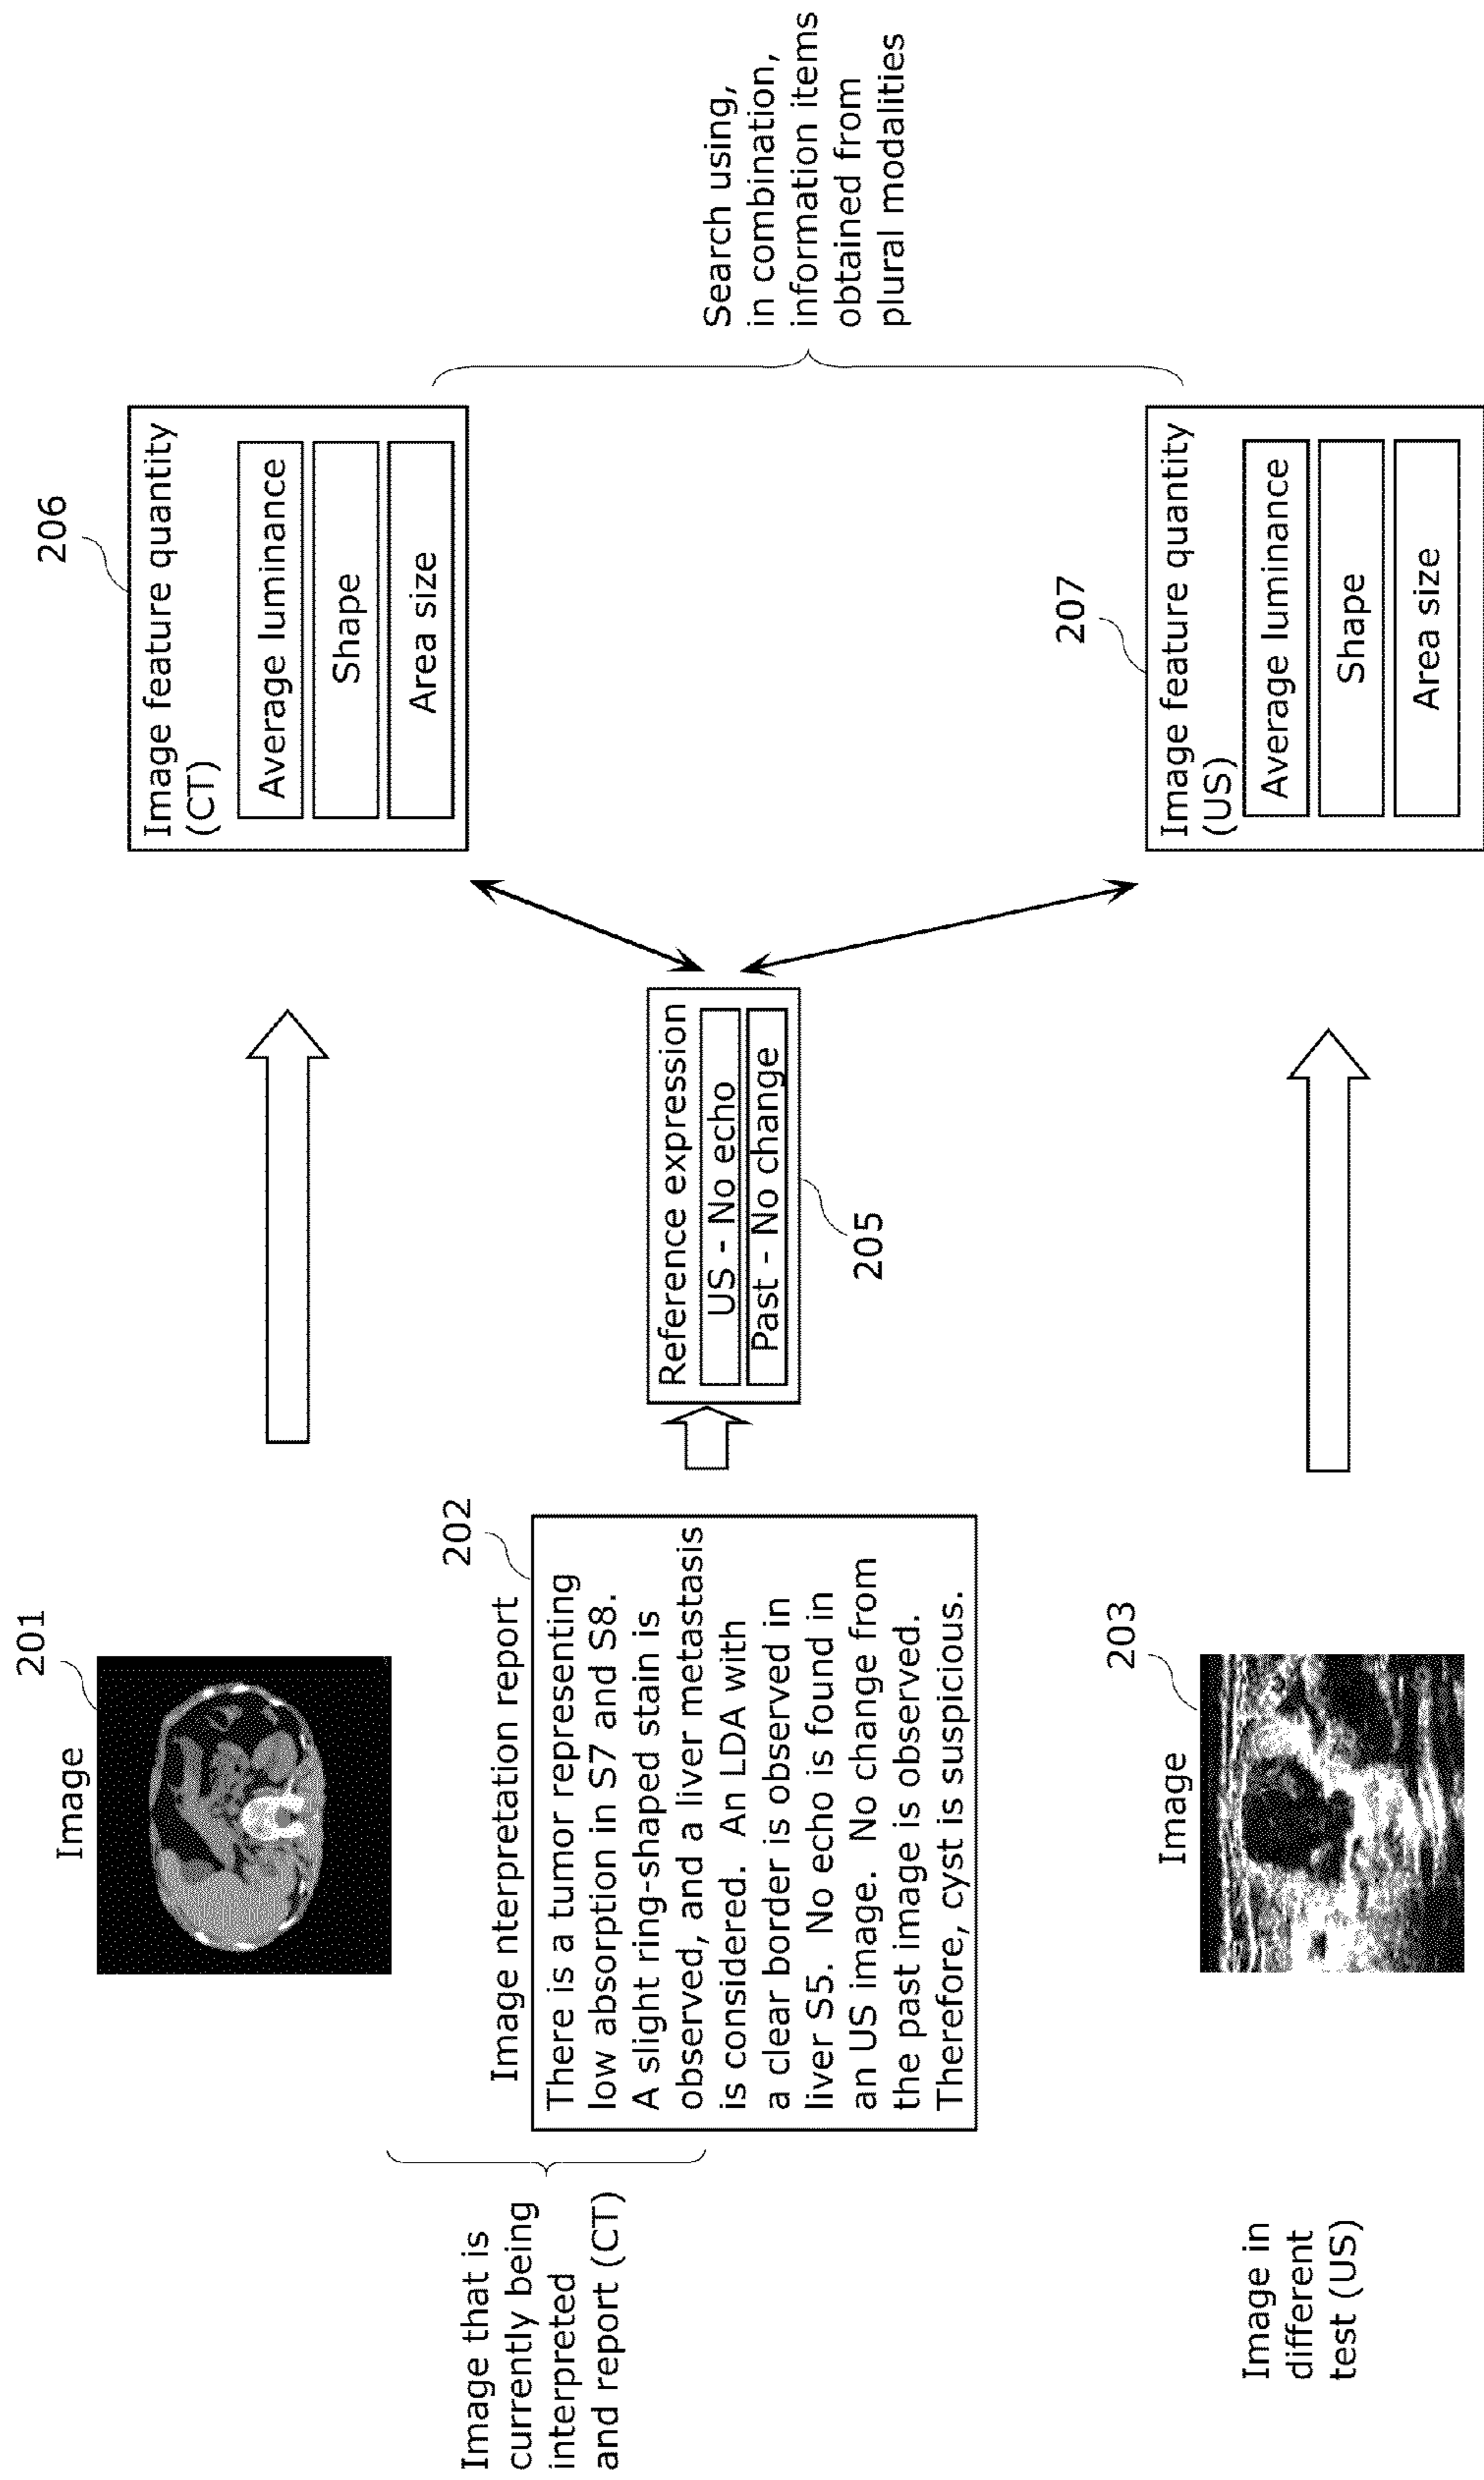 Image that is
currently being
interpreted
and report (CT)
Image
201
Image nterpretation report
202
There is a tumor representing
low absorption in S7 and S8.
A slight ring-shaped stain is
observed, and a liver metastasis
is considered. An LDA with
a clear border is observed in
liver S5. No echo is found in
an US image. No change from
the past image is observed.
Therefore, cyst is suspicious.
Image in
different
test (US)
Image
203
Reference expression
US - No echo
Past - No change
205
206
Image feature quantity
(CT)
Average luminance
Shape
Area size
207
Image feature quantity
(US)
Average luminance
Shape
Area size
Search using,
in combination,
information items
obtained from
plural modalities